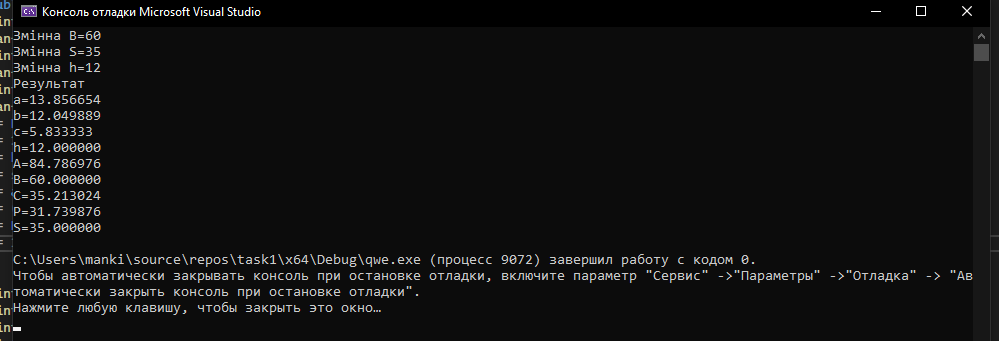 Консоль отладки Microsoft Visual Studio
Змінна B=60
Змінна S=35
Змінна h=12
Результат
a=13.856654
b=12.049889
c=5.833333
h=12.000000
A=84.786976
B=60.000000
C=35.213024
P=31.739876
S=35.000000
C:\Users\manki\source\repos\task1\x64\Debug\qwe.exe (процесс 9072) завершил работу с кодом 0.
Чтобы автоматически закрывать консоль при остановке отладки, включите параметр "Сервис" ->"Параметры" ->"Отладка" -> "Ав
томатически закрыть консоль при остановке отладки".
Нажмите любую клавишу, чтобы закрыть это окно…